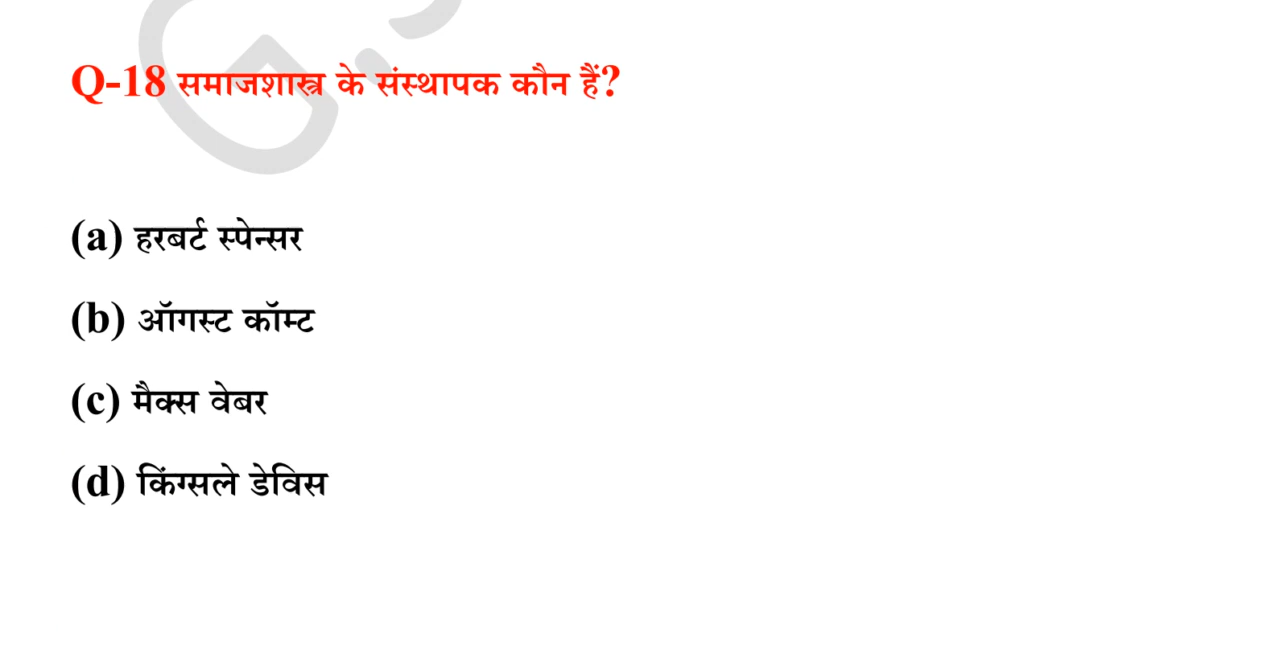 Q-18 समाजशास्त्र के संस्थापक कौन हैं?
(a) हरबर्ट स्पेन्सर
(b) ऑगस्ट कॉम्ट
(c) मैक्स वेबर
(d) किंग्सले डेविस